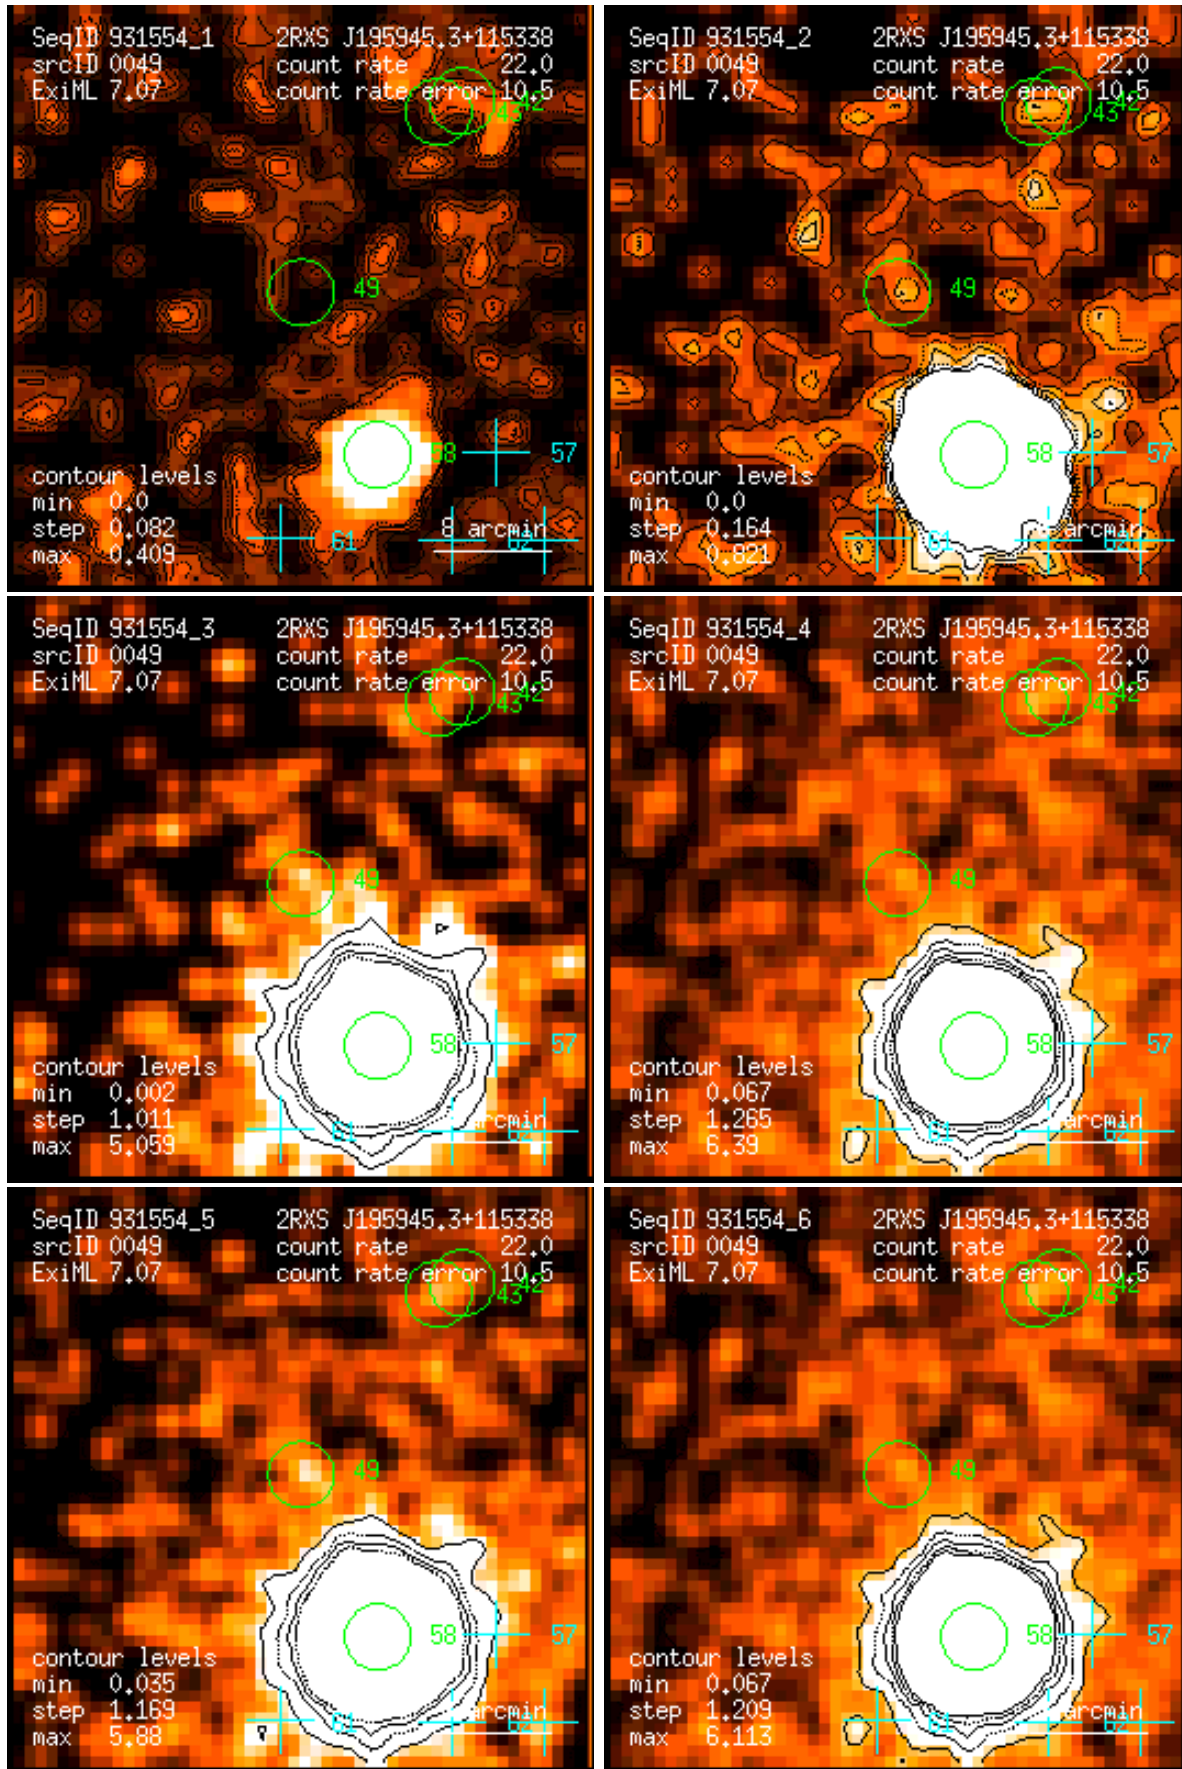 SeqID 931554_1 2RXS J195945.3+115338
srcID 0049 count rate 22.0
ExiML 7.07 count rate error 10.5
42
43
49
58
57
contour levels
min 0.0
step 0.082
max 0.409
8 arcmin
61
62
SeqID 931554_2 2RXS J195945.3+115338
srcID 0049 count rate 22.0
ExiML 7.07 count rate error 10.5
42
43
49
58
57
contour levels
min 0.0
step 0.164
max 0.821
8 arcmin
61
62
SeqID 931554_3 2RXS J195945.3+115338
srcID 0049 count rate 22.0
ExiML 7.07 count rate error 10.5
42
43
49
58
57
contour levels
min 0.002
step 1.011
max 5.059
arcmin
61
62
SeqID 931554_4 2RXS J195945.3+115338
srcID 0049 count rate 22.0
ExiML 7.07 count rate error 10.5
42
43
49
58
57
contour levels
min 0.067
step 1.265
max 6.39
arcmin
61
62
SeqID 931554_5 2RXS J195945.3+115338
srcID 0049 count rate 22.0
ExiML 7.07 count rate error 10.5
42
43
49
58
57
contour levels
min 0.035
step 1.169
max 5.88
arcmin
61
62
SeqID 931554_6 2RXS J195945.3+115338
srcID 0049 count rate 22.0
ExiML 7.07 count rate error 10.5
42
43
49
58
57
contour levels
min 0.067
step 1.209
max 6.113
arcmin
61
62